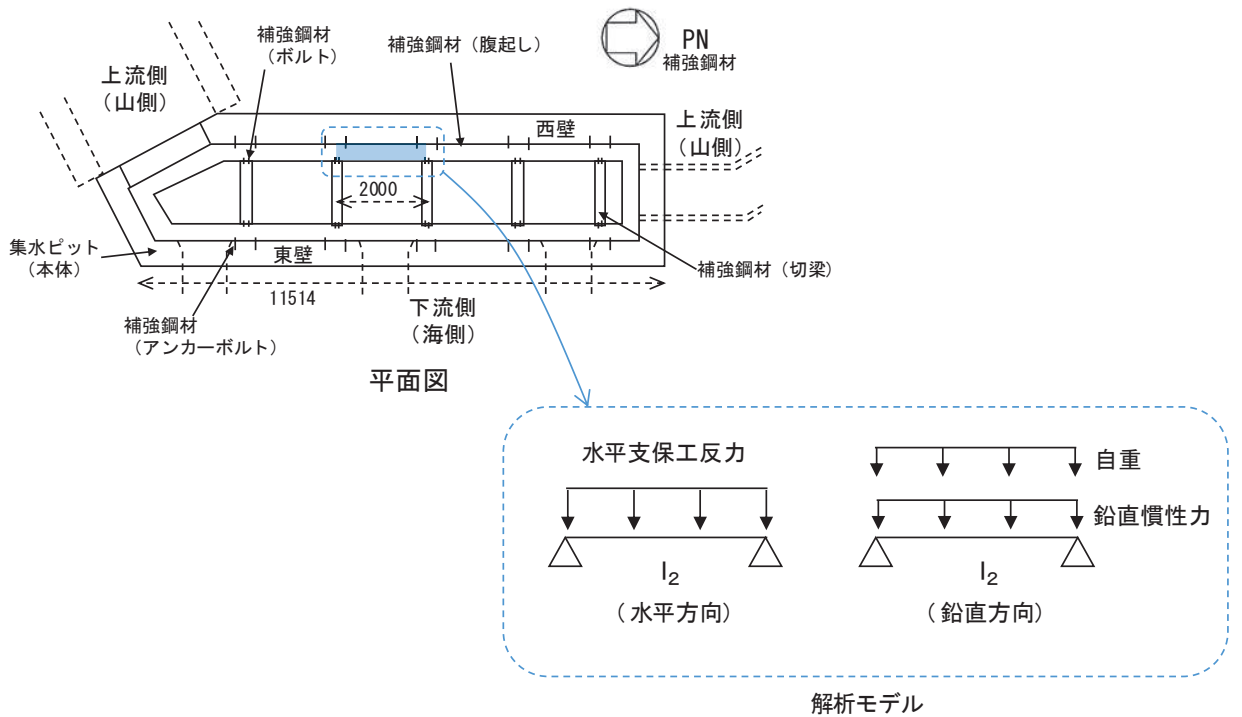 補強鋼材
（ボルト）
補強鋼材（腹起し）
PN
補強鋼材
上流側
（山側）
西壁
上流側
（山側）
2000
集水ピット
（本体）
東壁
補強鋼材（切梁）
11514
下流側
（海側）
補強鋼材
（アンカーボルト）
平面図
水平支保工反力
自重
鉛直慣性力
l₂
（水平方向）
l₂
（鉛直方向）
解析モデル